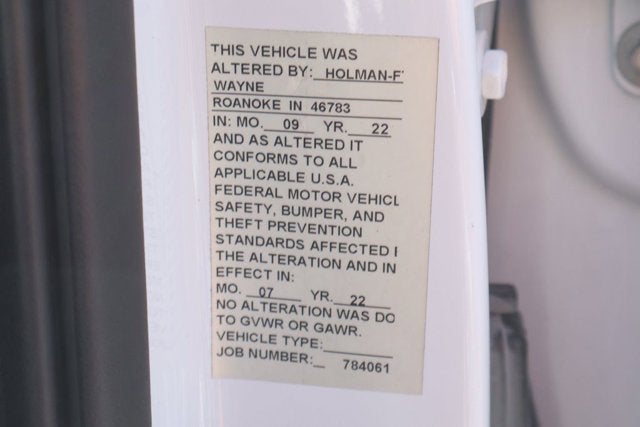 THIS VEHICLE WAS
ALTERED BY: HOLMAN-F
WAYNE
ROANOKE IN 46783
IN: MO. 09 YR. 22
AND AS ALTERED IT
CONFORMS TO ALL
APPLICABLE U.S.A.
FEDERAL MOTOR VEHICL
SAFETY, BUMPER, AND
THEFT PREVENTION
STANDARDS AFFECTED
THE ALTERATION AND IN
EFFECT IN:
MO. 07 YR. 22
NO ALTERATION WAS DO
TO GVWR OR GAWR.
VEHICLE TYPE:
JOB NUMBER: 784061